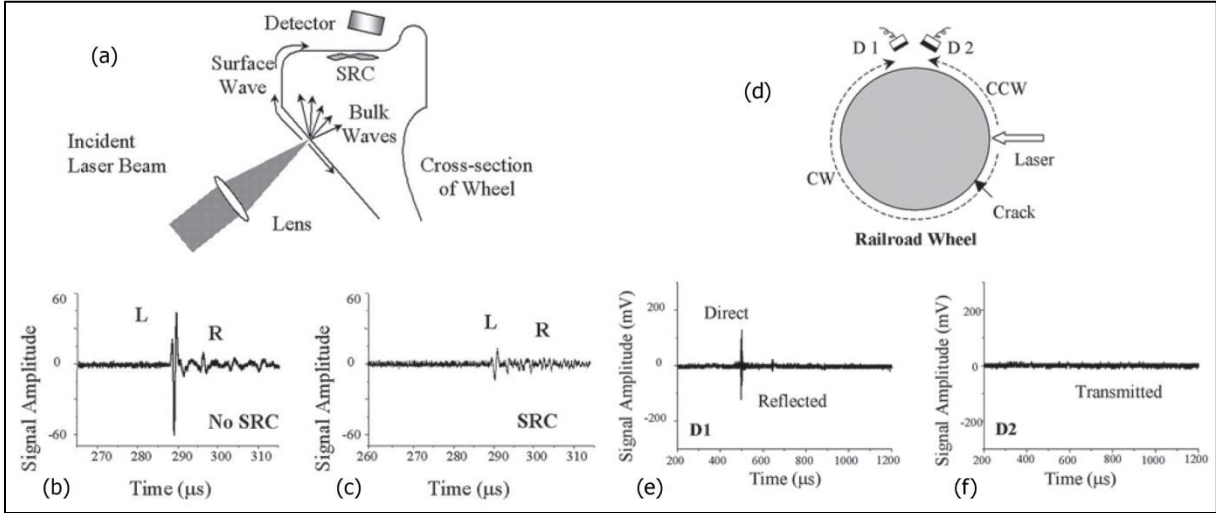 (a)
Detector
Surface
Wave
SRC
Bulk
Waves
Incident
Laser Beam
Lens
Cross-section
of Wheel
(d)
D 1
D 2
CCW
CW
Laser
Crack
Railroad Wheel
(b)
Signal Amplitude
60
0
-60
L
R
No SRC
270
280
290
300
310
Time (μs)
(c)
Signal Amplitude
60
0
-60
L
R
SRC
260
270
280
290
300
310
Time (μs)
(e)
Signal Amplitude (mV)
200
0
-200
Direct
Reflected
D1
200
400
600
800
1000
1200
Time (μs)
(f)
Signal Amplitude (mV)
200
0
-200
Transmitted
D2
200
400
600
800
1000
1200
Time (μs)